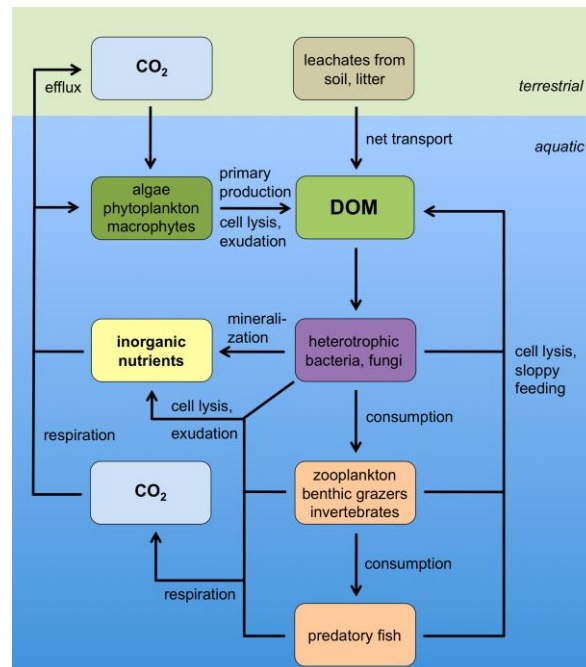 CO₂
leachates from
soil, litter
efflux
terrestrial
net transport
aquatic
primary
production
algae
phytoplankton
macrophytes
DOM
cell lysis,
exudation
minerali-
zation
inorganic
nutrients
heterotrophic
bacteria, fungi
cell lysis,
sloppy
feeding
cell lysis,
exudation
consumption
respiration
CO₂
zooplankton
benthic grazers
invertebrates
consumption
respiration
predatory fish